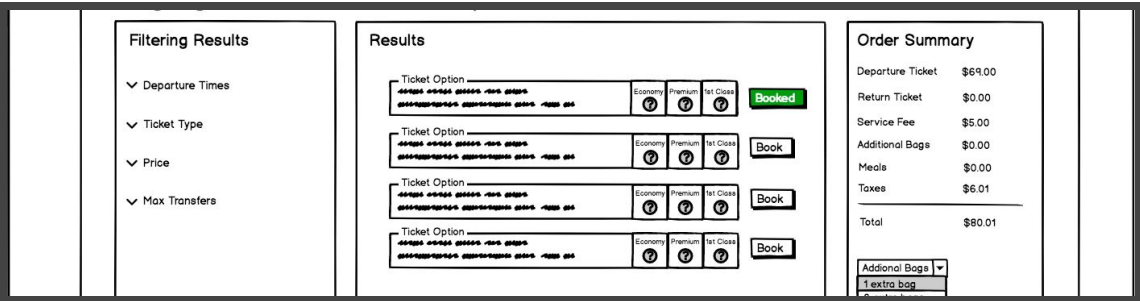 Filtering Results
Departure Times
Ticket Type
Price
Max Transfers
Results
Ticket Option
Economy
Premium
1st Class
Booked
Ticket Option
Economy
Premium
1st Class
Book
Ticket Option
Economy
Premium
1st Class
Book
Ticket Option
Economy
Premium
1st Class
Book
Order Summary
Departure Ticket $69.00
Return Ticket $0.00
Service Fee $5.00
Additional Bags $0.00
Meals $0.00
Taxes $6.01
Total $80.01
Addional Bags
1 extra bag